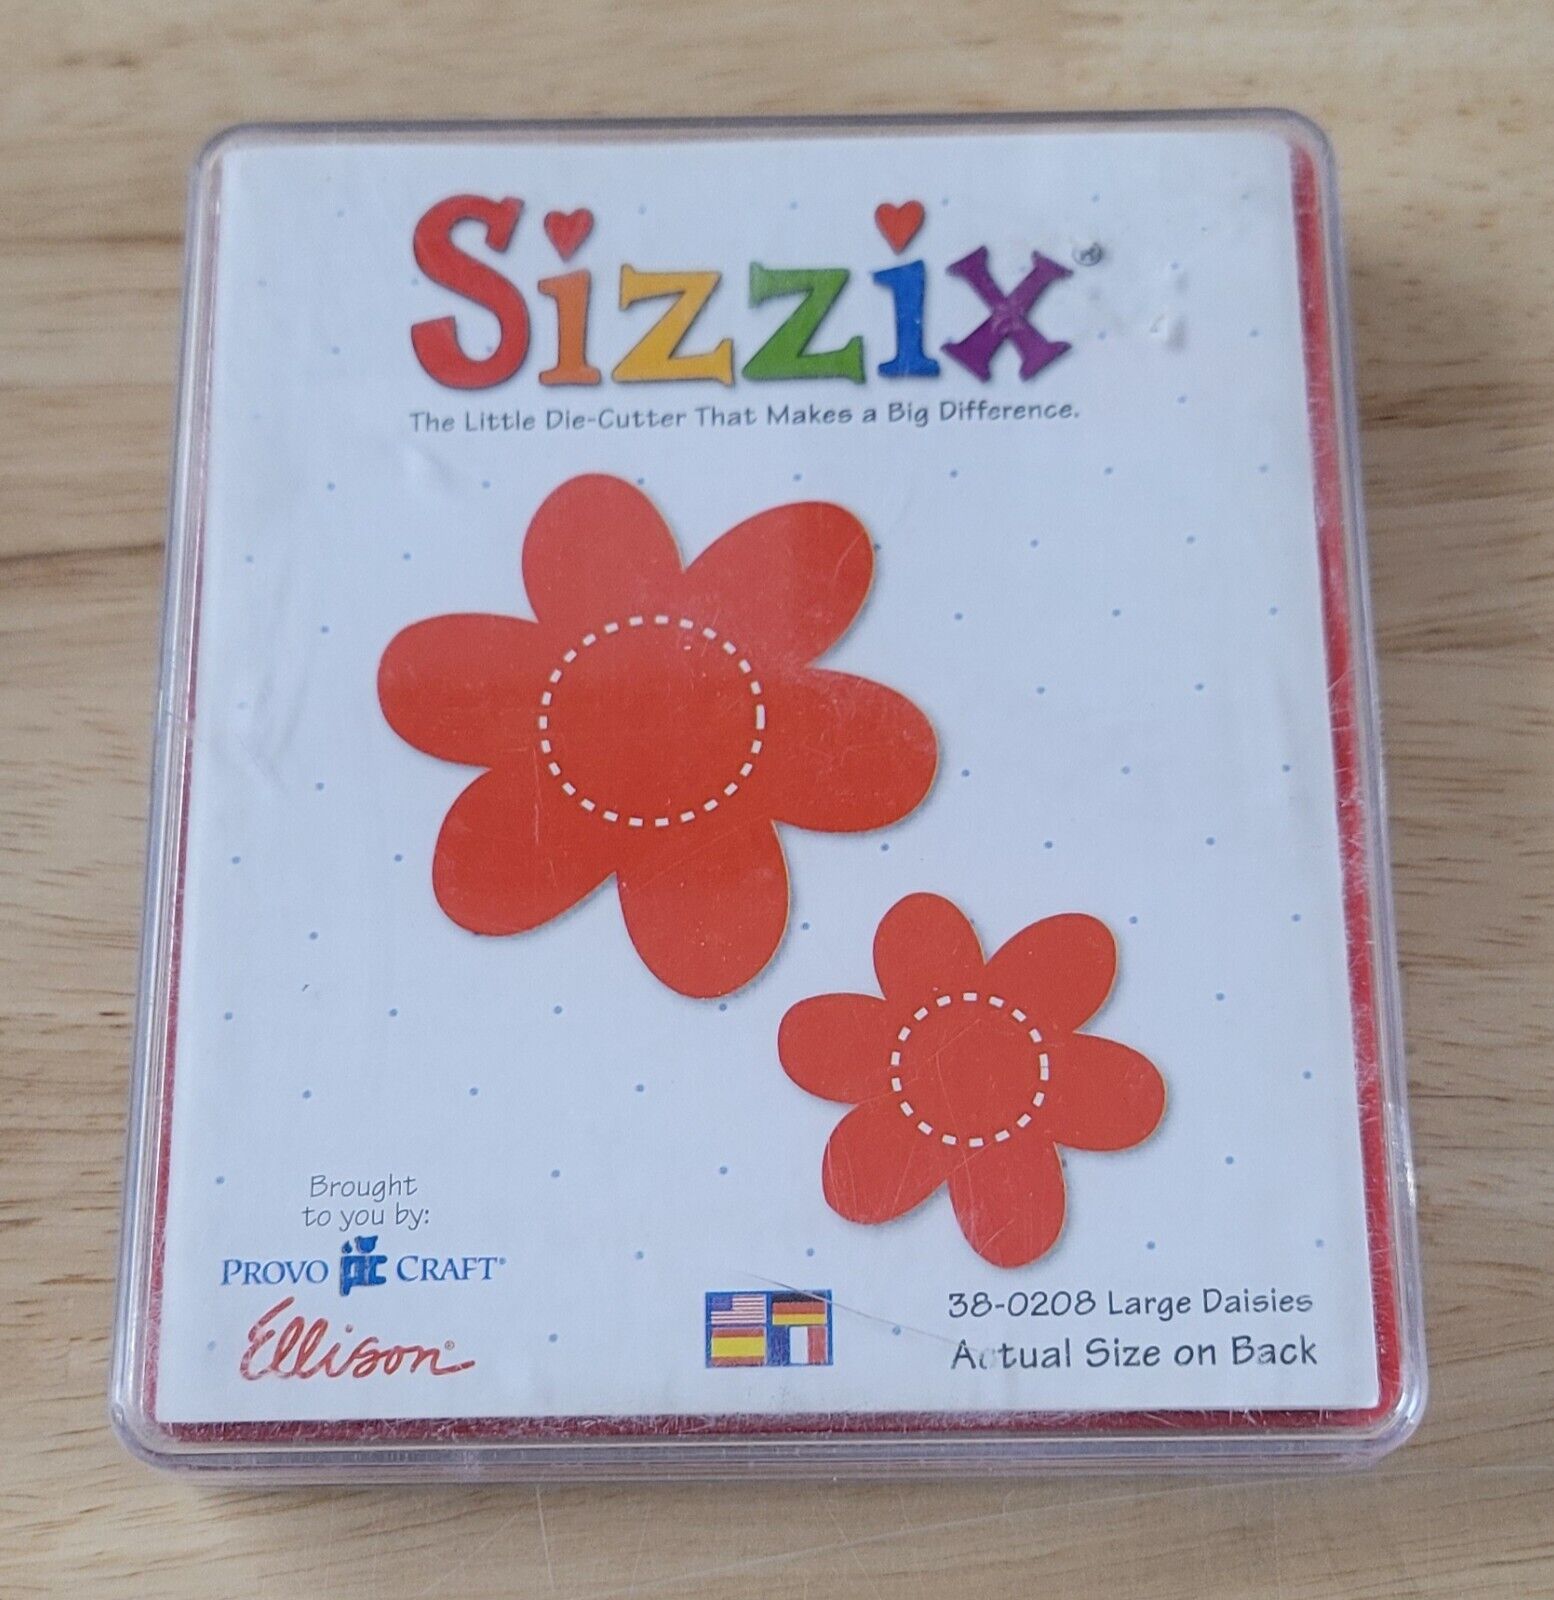 Sizzix®
The Little Die-Cutter That Makes a Big Difference.
Brought
to you by:
PROVO pc CRAFT®
Ellison®
38-0208 Large Daisies
Actual Size on Back